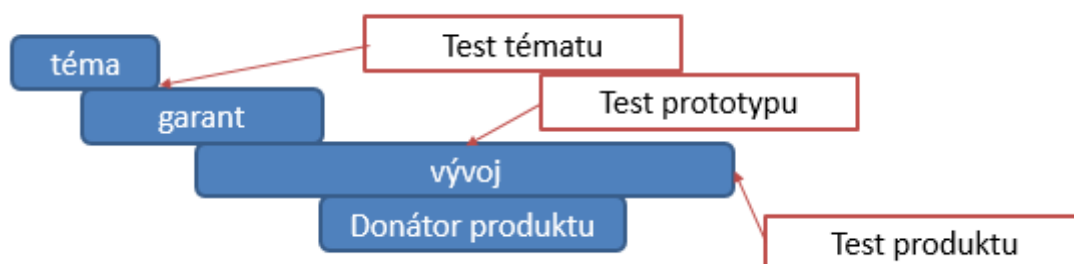 téma
Test tématu
garant
Test prototypu
vývoj
Donátor produktu
Test produktu